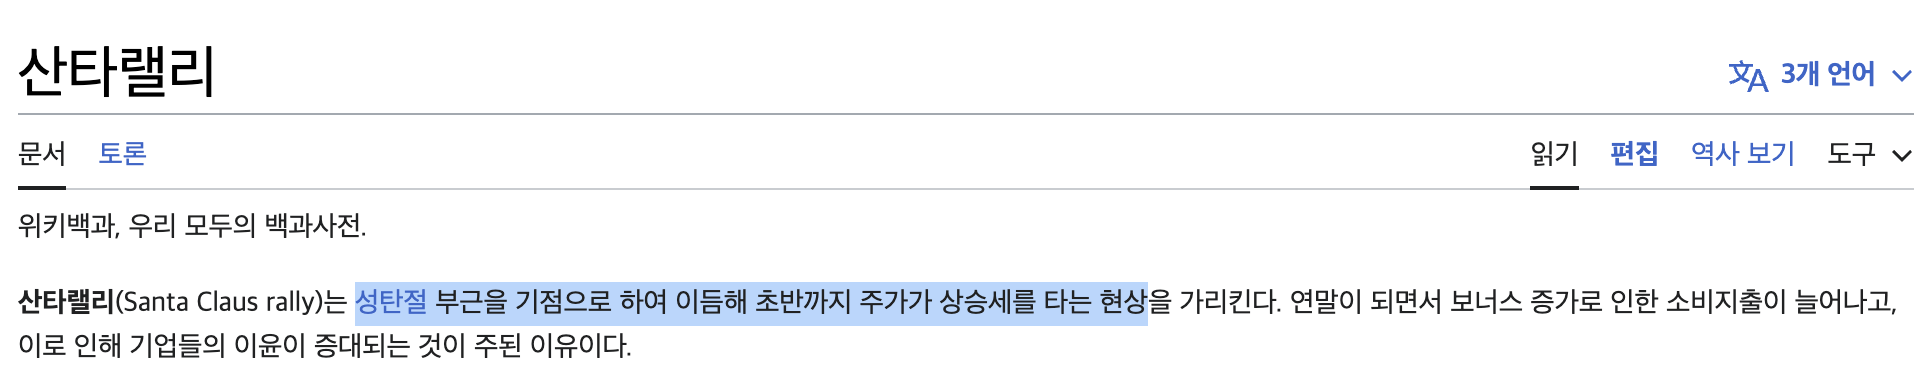 산타랠리
3개 언어
문서 토론 읽기 편집 역사 보기 도구
위키백과, 우리 모두의 백과사전.
산타랠리(Santa Claus rally)는 성탄절 부근을 기점으로 하여 이듬해 초반까지 주가가 상승세를 타는 현상을 가리킨다. 연말이 되면서 보너스 증가로 인한 소비지출이 늘어나고,
이로 인해 기업들의 이윤이 증대되는 것이 주된 이유이다.